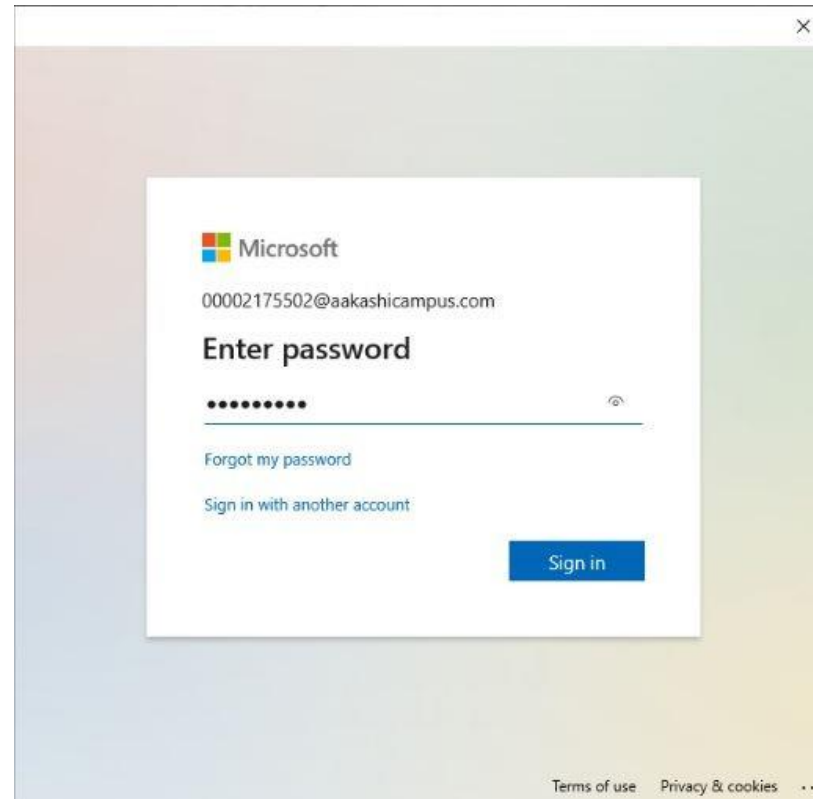 Microsoft
00002175502@aakashicampus.com
Enter password
•••••••••
Forgot my password
Sign in with another account
Sign in
Terms of use Privacy & cookies